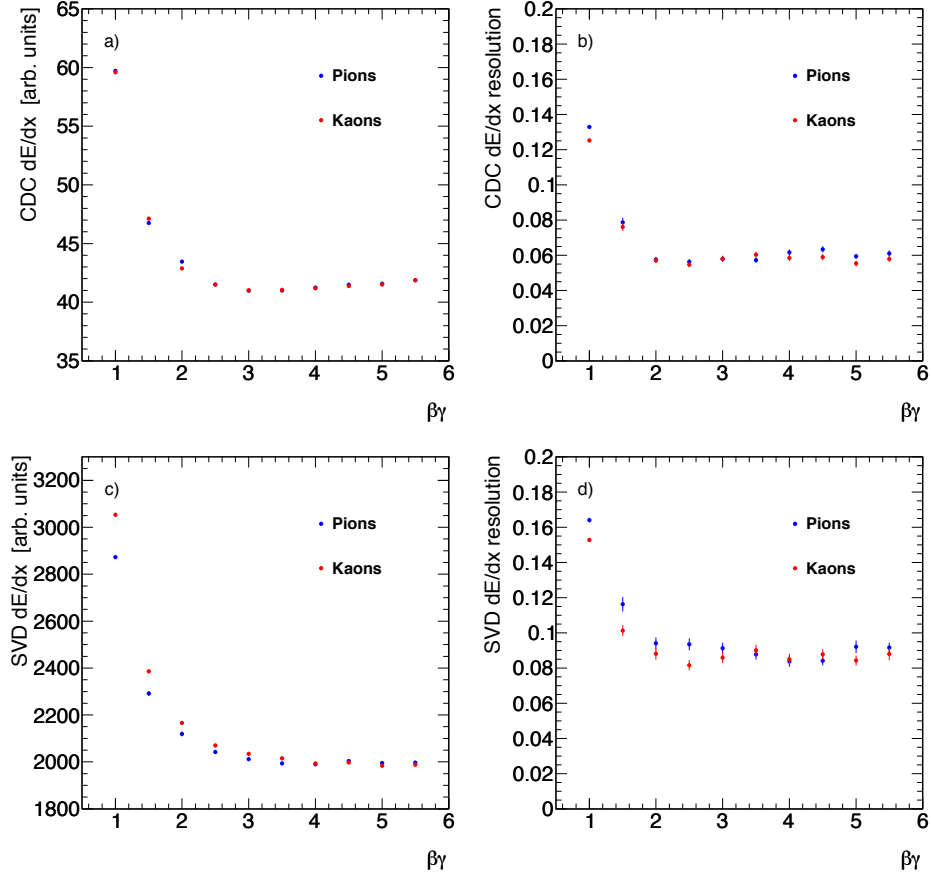 a)
CDC dE/dx [arb. units]
65
60
55
50
45
40
35
Pions
Kaons
1 2 3 4 5 6
βγ
b)
CDC dE/dx resolution
0.2
0.18
0.16
0.14
0.12
0.1
0.08
0.06
0.04
0.02
0
Pions
Kaons
1 2 3 4 5 6
βγ
c)
SVD dE/dx [arb. units]
3200
3000
2800
2600
2400
2200
2000
1800
Pions
Kaons
1 2 3 4 5 6
βγ
d)
SVD dE/dx resolution
0.2
0.18
0.16
0.14
0.12
0.1
0.08
0.06
0.04
0.02
0
Pions
Kaons
1 2 3 4 5 6
βγ